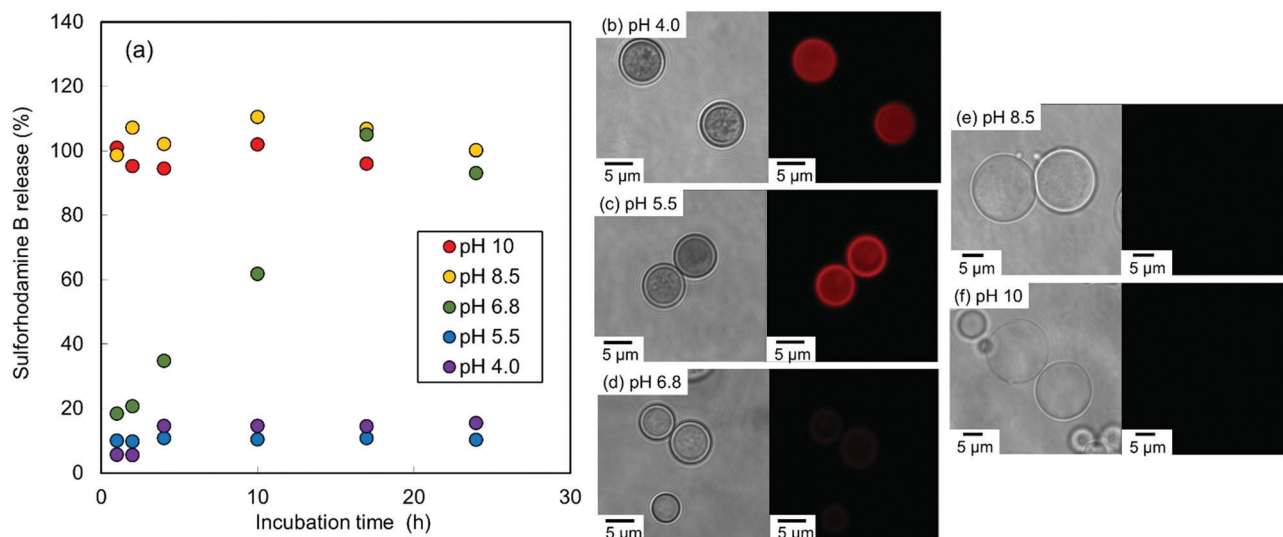 140
120
100
80
60
40
20
0
Sulforhodamine B release (%)
(a)
pH 10
pH 8.5
pH 6.8
pH 5.5
pH 4.0
0 10 20 30
Incubation time (h)
(b) pH 4.0
5 µm 5 µm
(c) pH 5.5
5 µm 5 µm
(d) pH 6.8
5 µm 5 µm
(e) pH 8.5
5 µm 5 µm
(f) pH 10
5 µm 5 µm